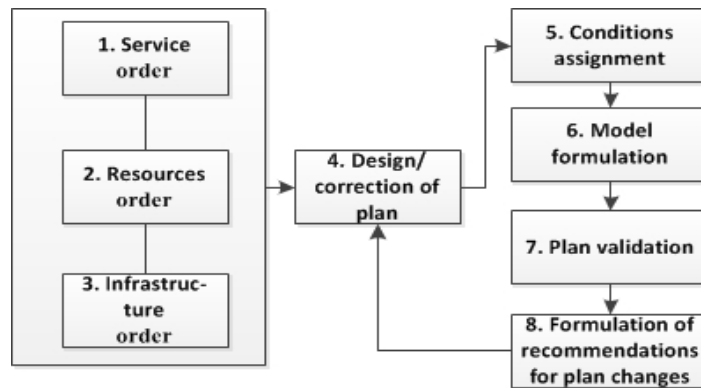 1. Service
order
2. Resources
order
3. Infrastruc-
ture
order
4. Design/
correction of
plan
5. Conditions
assignment
6. Model
formulation
7. Plan validation
8. Formulation of
recommendations
for plan changes